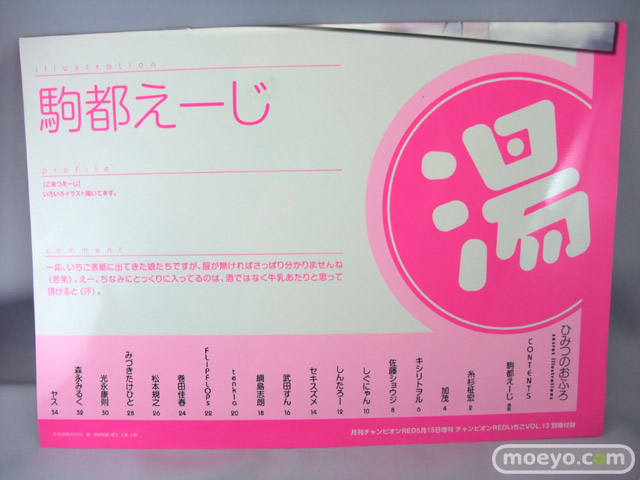 illustration
駒都えーじ
profile
【こまつえーじ】
いろいろイラスト描いてます。
comment
一応、いちご表紙に出てきた娘たちですが、服が無ければさっぱり分かりませんね
（苦笑）。えー、ちなみにとっくりに入ってるのは、酒ではなく牛乳あたりと思って
頂けると（汗）。
湯
ひみつのおふろ
secret illustrations
CONTENTS
駒都えーじ
糸杉柾宏 2
加茂 4
キシリトヲル 6
佐藤ショウジ 8
しぐにゃん 10
しんたろー 12
セキスズメ 14
武田すん 16
綱島志朗 18
tenkla 20
FLIPFLOPs 22
巻田佳春 24
松本規之 26
みづきたけひと 28
光永康則 30
森永みるく 32
ヤス 34
月刊チャンピオンRED5月15日増刊 チャンピオンREDいちごVOL.13 別冊付録
moeyo.com